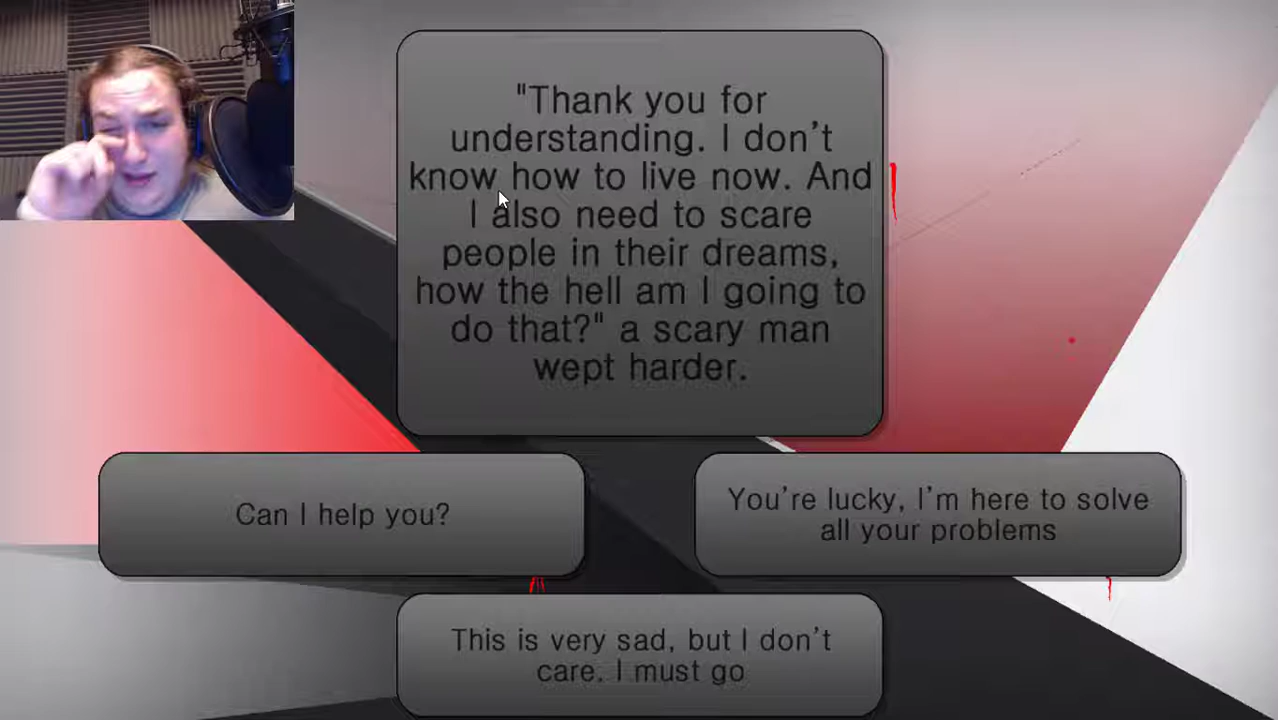 "Thank you for
understanding. I don't
know how to live now. And
I also need to scare
people in their dreams,
how the hell am I going to
do that?" a scary man
wept harder.
Can I help you?
You're lucky, I'm here to solve
all your problems
This is very sad, but I don't
care. I must go